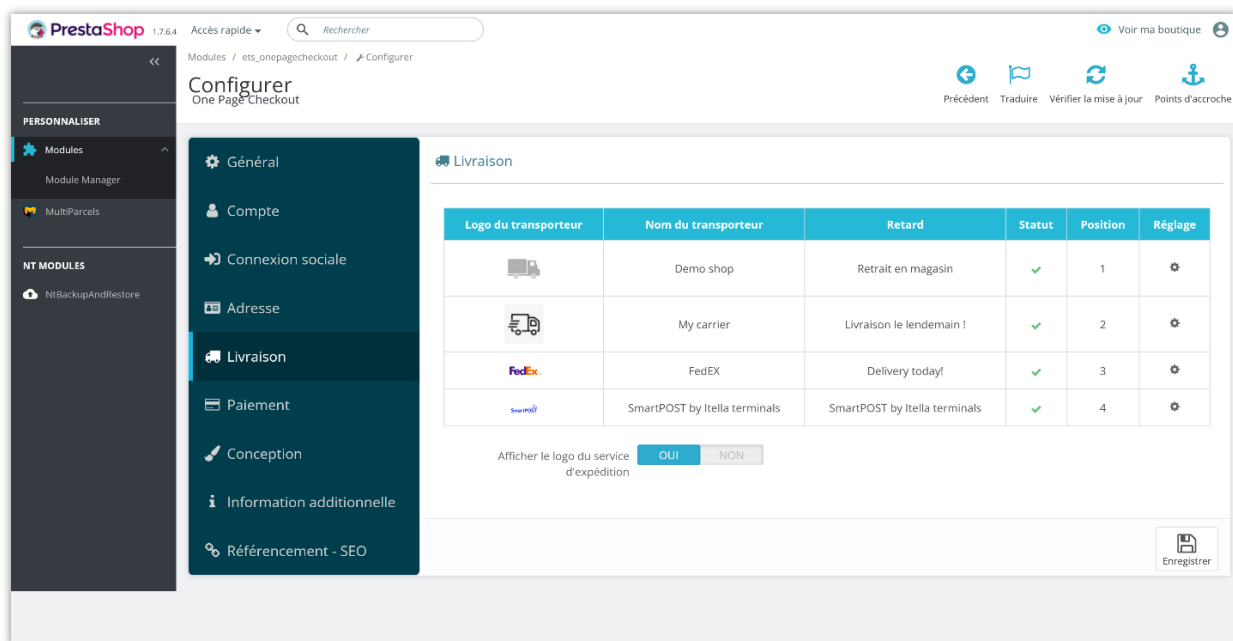 PrestaShop 1.7.6.4 Accès rapide Rechercher Voir ma boutique
Modules / ets_onepagecheckout / Configurer
Configurer
One Page Checkout
Précédent Traduire Vérifier la mise à jour Points d'accroche
PERSONNALISER
Modules
Module Manager
MultiParcels
NT MODULES
NtBackupAndRestore
Général
Compte
Connexion sociale
Adresse
Livraison
Paiement
Conception
Information additionnelle
Référencement - SEO
Livraison
Logo du transporteur Nom du transporteur Retard Statut Position Réglage
Demo shop Retrait en magasin 1
My carrier Livraison le lendemain ! 2
FedEx. FedEX Delivery today! 3
SmartPOST SmartPOST by Itella terminals SmartPOST by Itella terminals 4
Afficher le logo du service OUI NON
d'expédition
Enregistrer